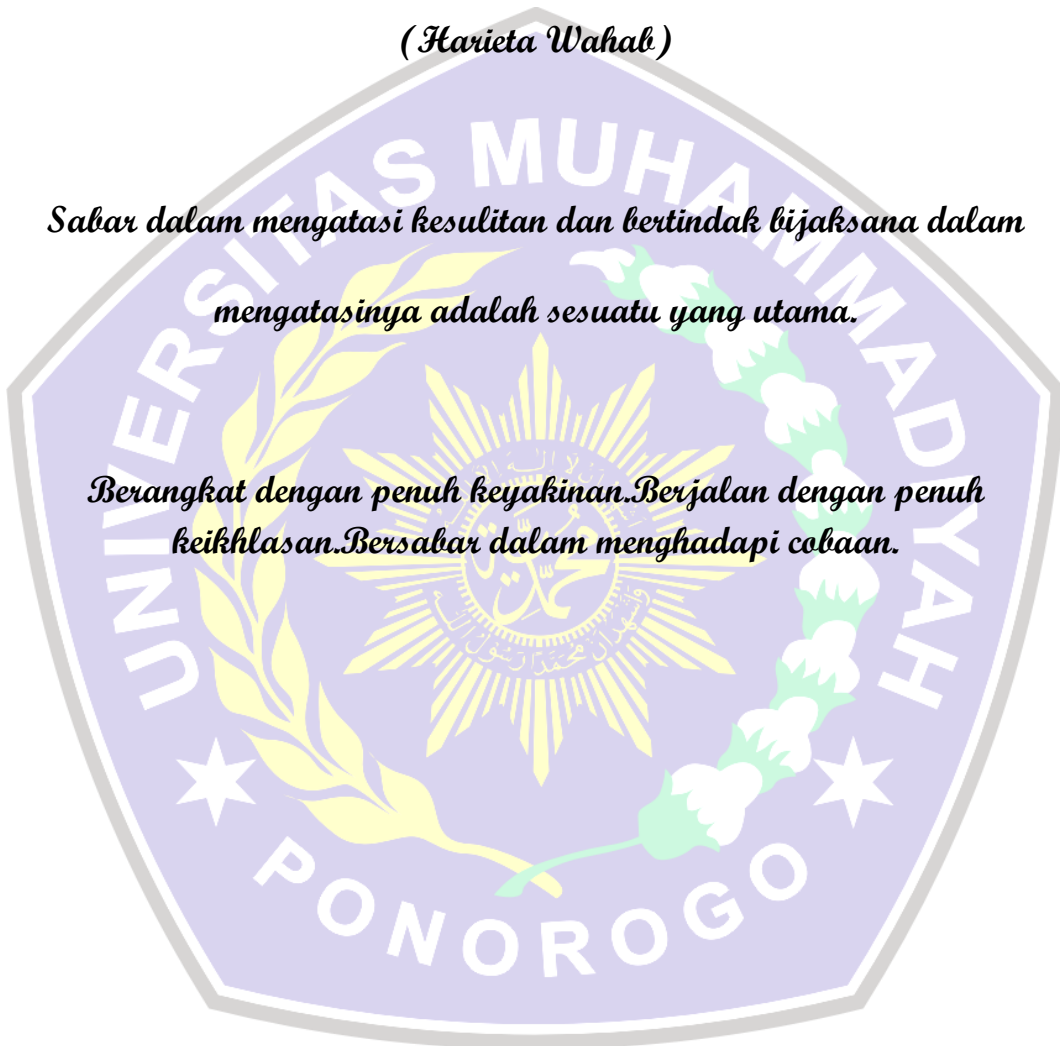 (Harieta Wahab)
Sabar dalam mengatasi kesulitan dan bertindak bijaksana dalam
mengatasinya adalah sesuatu yang utama.
Berangkat dengan penuh keyakinan.Berjalan dengan penuh
keikhlasan.Bersabar dalam menghadapi cobaan.
UNIVERSITAS MUHAMMADIYAH
PONOROGO
محمدية